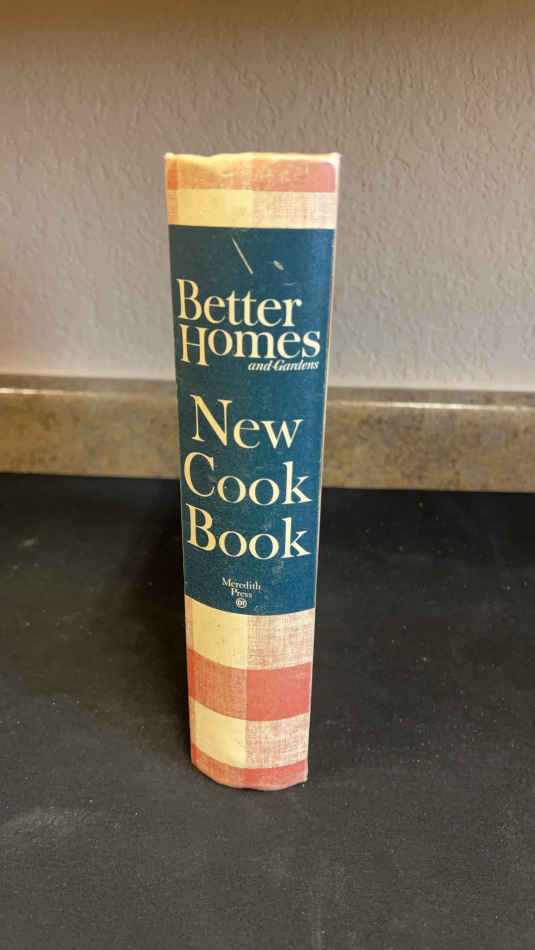 Better
Homes
and Gardens
New
Cook
Book
Meredith
Press